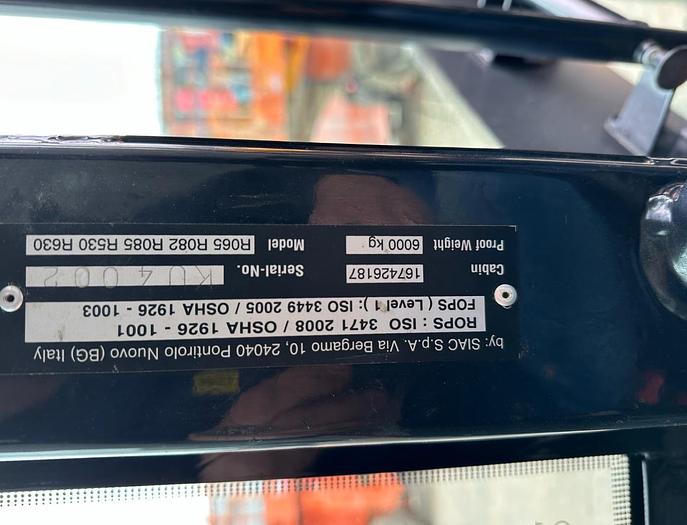 by: SIAC S.p.A. Via Bergamo 10, 24040 Pontirolo Nuovo (BG) Italy
ROPS : ISO 3471 2008 / OSHA 1926 - 1001
FOPS ( Level 1 ): ISO 3449 2005 / OSHA 1926 - 1003
Cabin 167426187 Serial-No. KU4002
Proof Weight 6000 kg Model R065 R082 R085 R530 R630